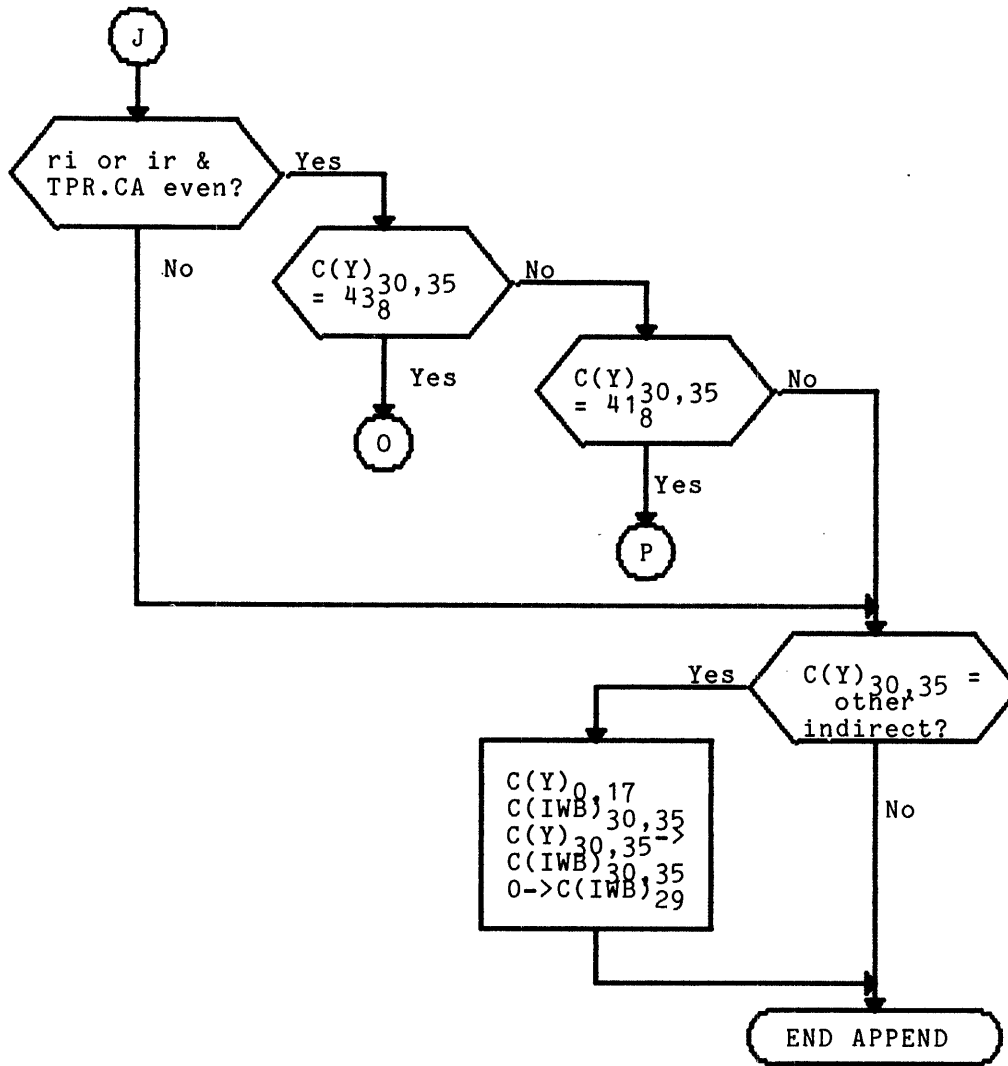 J
ri or ir &
TPR.CA even?
Yes
No
C(Y)30,35
= 438
No
Yes
O
C(Y)30,35
= 418
No
Yes
P
C(Y)30,35 =
other
indirect?
Yes
No
C(Y)0,17
C(IWB)30,35
C(Y)30,35->
C(IWB)30,35
0->C(IWB)29
END APPEND